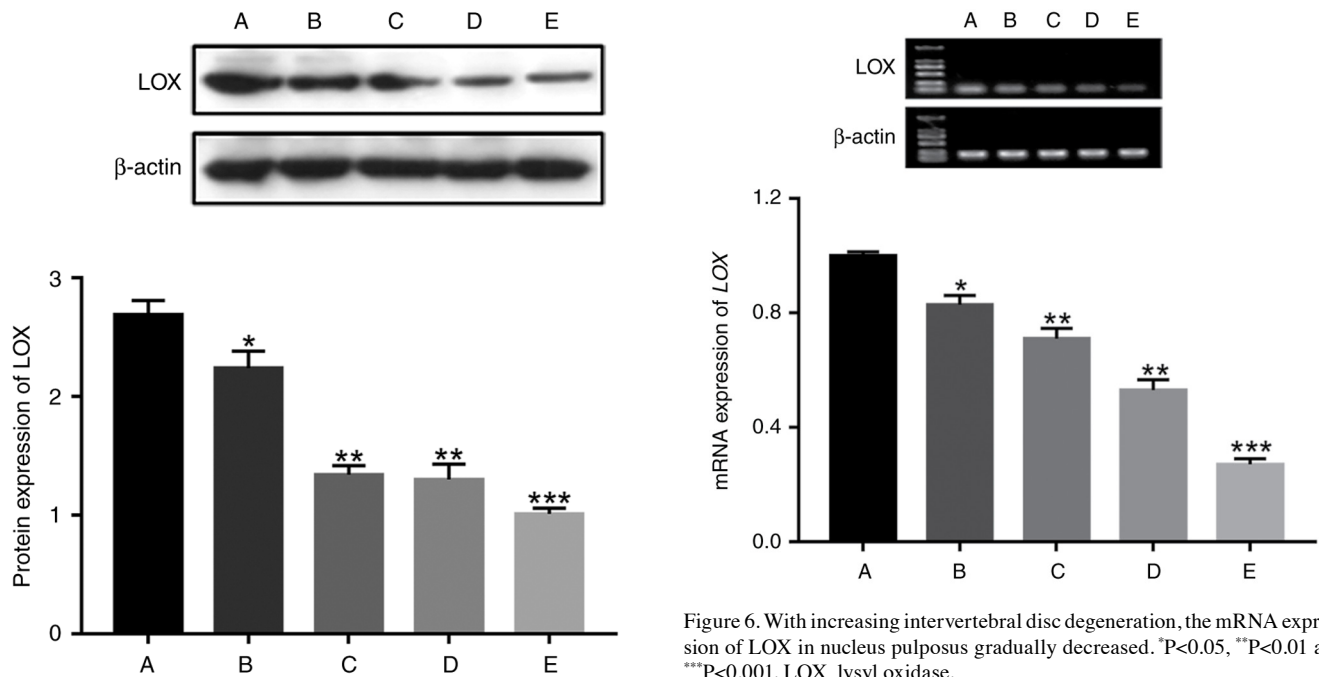 A B C D E
LOX
β-actin
3
2
1
0
Protein expression of LOX
*
**
**
***
A B C D E
A B C D E
LOX
β-actin
1.2
0.8
0.4
0.0
mRNA expression of LOX
*
**
**
***
A B C D E
Figure 6. With increasing intervertebral disc degeneration, the mRNA expres
sion of LOX in nucleus pulposus gradually decreased. *P<0.05, **P<0.01 a
***P<0.001. LOX, lysyl oxidase.